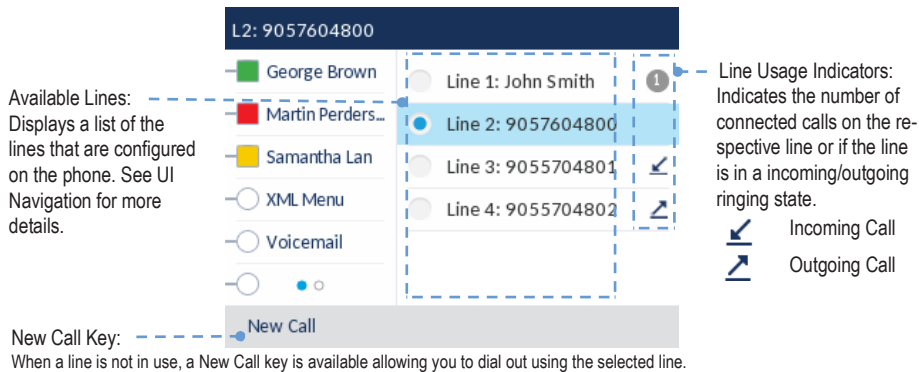 L2: 9057604800
George Brown
Martin Perders...
Samantha Lan
XML Menu
Voicemail
Line 1: John Smith
1
Line 2: 9057604800
Line 3: 9055704801
Line 4: 9055704802
New Call
Available Lines:
Displays a list of the
lines that are configured
on the phone. See UI
Navigation for more
details.
Line Usage Indicators:
Indicates the number of
connected calls on the re-
spective line or if the line
is in a incoming/outgoing
ringing state.
Incoming Call
Outgoing Call
New Call Key:
When a line is not in use, a New Call key is available allowing you to dial out using the selected line.